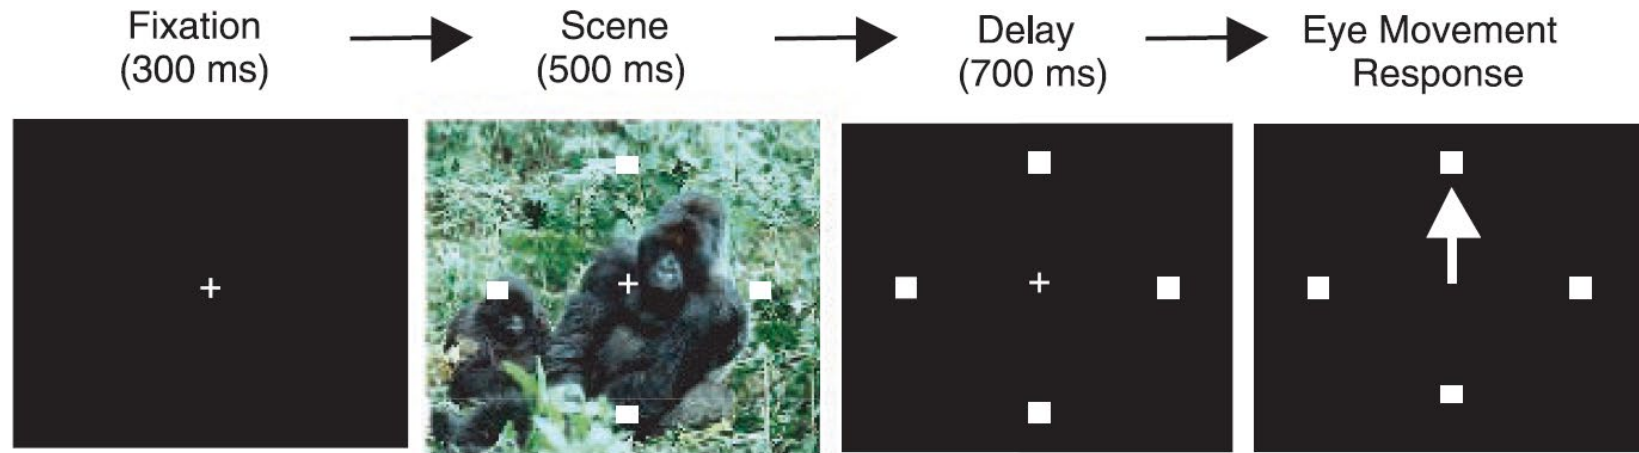 Fixation
(300 ms)
Scene
(500 ms)
Delay
(700 ms)
Eye Movement
Response